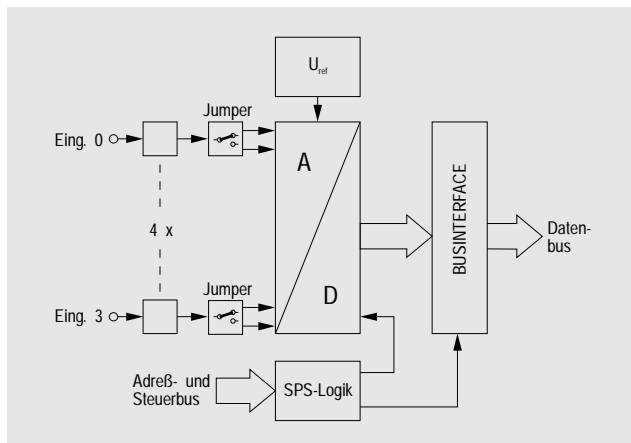 U_ref
Jumper
Eing. 0
A
4 x
BUSINTERFACE
Daten-
bus
Jumper
D
Eing. 3
Adreß- und
Steuerbus
SPS-Logik